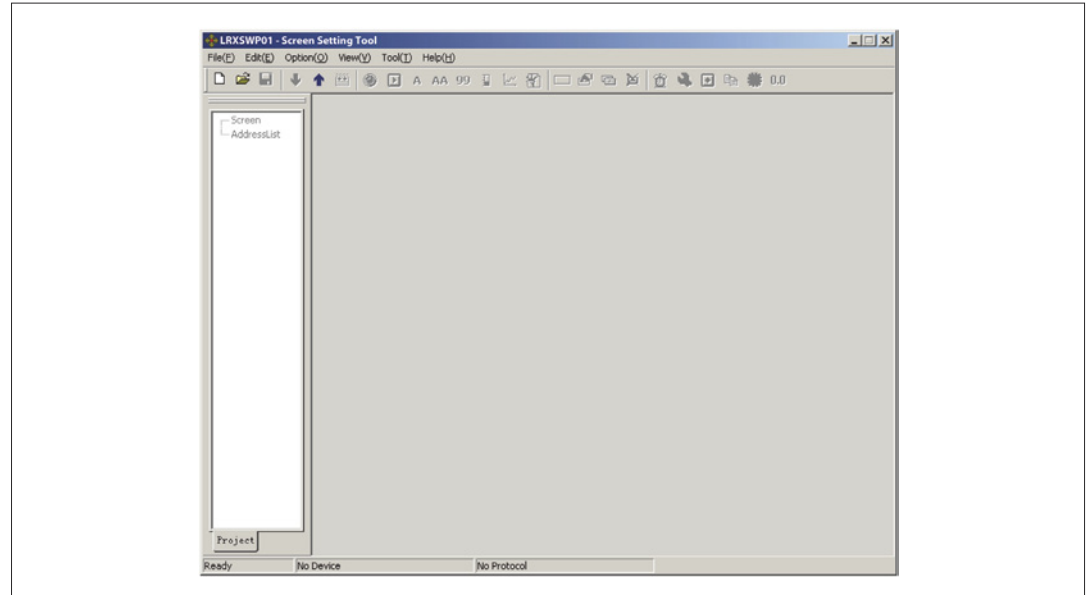 LRXSWP01 - Screen Setting Tool
File(F) Edit(E) Option(O) View(V) Tool(T) Help(H)
A AA 99 0.0
Screen
AddressList
Project
Ready No Device No Protocol